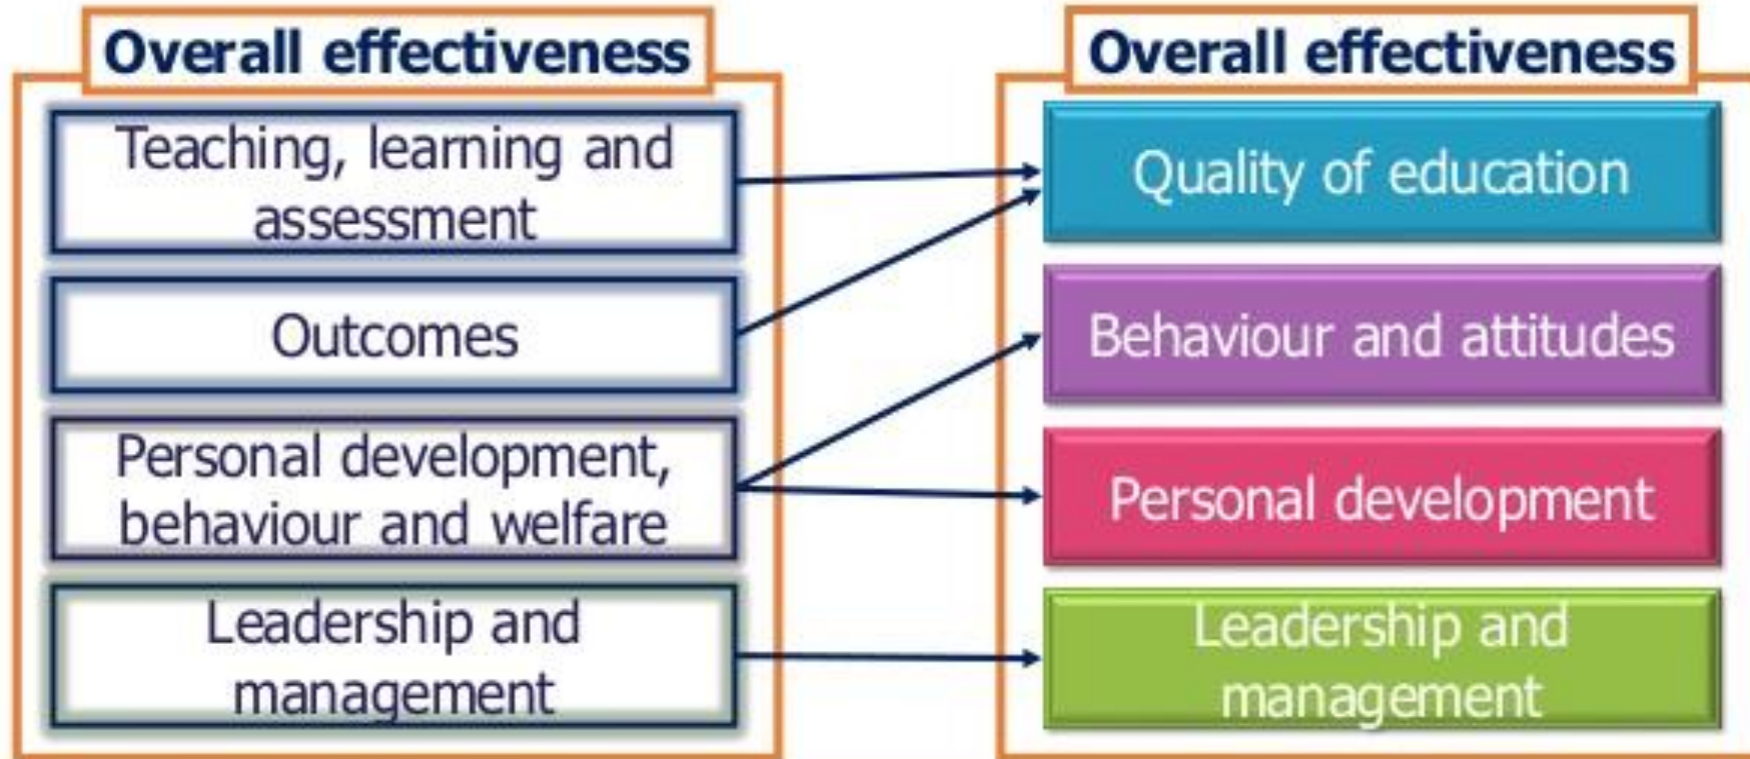 Overall effectiveness
Teaching, learning and
assessment
Outcomes
Personal development,
behaviour and welfare
Leadership and
management
Overall effectiveness
Quality of education
Behaviour and attitudes
Personal development
Leadership and
management